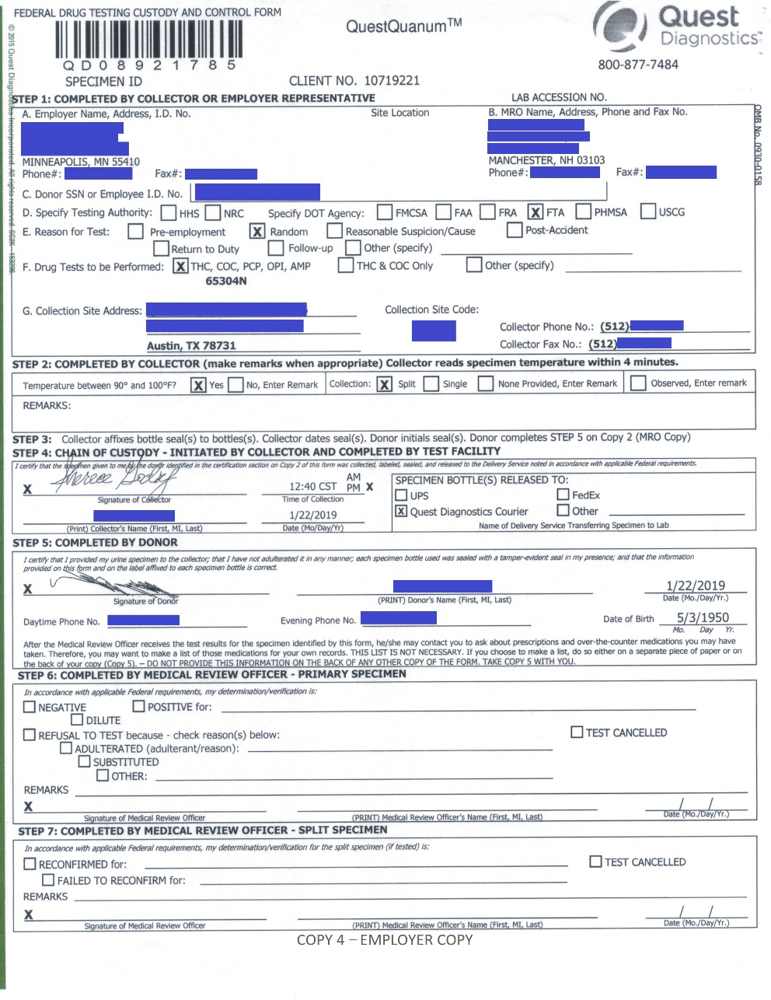 FEDERAL DRUG TESTING CUSTODY AND CONTROL FORM
QuestQuanum™
Quest
Diagnostics™
QD08921785
800-877-7484
SPECIMEN ID
CLIENT NO. 10719221
STEP 1: COMPLETED BY COLLECTOR OR EMPLOYER REPRESENTATIVE
LAB ACCESSION NO.
A. Employer Name, Address, I.D. No.
Site Location
B. MRO Name, Address, Phone and Fax No.
MINNEAPOLIS, MN 55410
MANCHESTER, NH 03103
Phone#: Fax#:
Phone#: Fax#:
C. Donor SSN or Employee I.D. No.
D. Specify Testing Authority: HHS NRC Specify DOT Agency: FMCSA FAA FRA X FTA PHMSA USCG
E. Reason for Test: Pre-employment X Random Reasonable Suspicion/Cause Post-Accident
Return to Duty Follow-up Other (specify)
F. Drug Tests to be Performed: X THC, COC, PCP, OPI, AMP THC & COC Only Other (specify)
65304N
G. Collection Site Address:
Collection Site Code:
Collector Phone No.: (512)
Austin, TX 78731
Collector Fax No.: (512)
STEP 2: COMPLETED BY COLLECTOR (make remarks when appropriate) Collector reads specimen temperature within 4 minutes.
Temperature between 90° and 100°F? X Yes No, Enter Remark Collection: X Split Single None Provided, Enter Remark Observed, Enter remark
REMARKS:
STEP 3: Collector affixes bottle seal(s) to bottles(s). Collector dates seal(s). Donor initials seal(s). Donor completes STEP 5 on Copy 2 (MRO Copy)
STEP 4: CHAIN OF CUSTODY - INITIATED BY COLLECTOR AND COMPLETED BY TEST FACILITY
I certify that the specimen given to me by the donor identified in the certification section on Copy 2 of this form was collected, labeled, sealed, and released to the Delivery Service noted in accordance with applicable Federal requirements.
X
12:40 CST AM
PM X
SPECIMEN BOTTLE(S) RELEASED TO:
Signature of Collector
Time of Collection
UPS FedEx
1/22/2019
X Quest Diagnostics Courier Other
(Print) Collector's Name (First, MI, Last)
Date (Mo/Day/Yr)
Name of Delivery Service Transferring Specimen to Lab
STEP 5: COMPLETED BY DONOR
I certify that I provided my urine specimen to the collector; that I have not adulterated it in any manner; each specimen bottle used was sealed with a tamper-evident seal in my presence; and that the information
provided on this form and on the label affixed to each specimen bottle is correct.
X
1/22/2019
Signature of Donor
(PRINT) Donor's Name (First, MI, Last)
Date (Mo./Day/Yr.)
Daytime Phone No.
Evening Phone No.
Date of Birth 5/3/1950
Mo. Day Yr.
After the Medical Review Officer receives the test results for the specimen identified by this form, he/she may contact you to ask about prescriptions and over-the-counter medications you may have
taken. Therefore, you may want to make a list of those medications for your own records. THIS LIST IS NOT NECESSARY. If you choose to make a list, do so either on a separate piece of paper or on
the back of your copy (Copy 5). – DO NOT PROVIDE THIS INFORMATION ON THE BACK OF ANY OTHER COPY OF THE FORM. TAKE COPY 5 WITH YOU.
STEP 6: COMPLETED BY MEDICAL REVIEW OFFICER - PRIMARY SPECIMEN
In accordance with applicable Federal requirements, my determination/verification is:
NEGATIVE POSITIVE for:
DILUTE
REFUSAL TO TEST because - check reason(s) below:
TEST CANCELLED
ADULTERATED (adulterant/reason):
SUBSTITUTED
OTHER:
REMARKS
X
/ /
Signature of Medical Review Officer
(PRINT) Medical Review Officer's Name (First, MI, Last)
Date (Mo./Day/Yr.)
STEP 7: COMPLETED BY MEDICAL REVIEW OFFICER - SPLIT SPECIMEN
In accordance with applicable Federal requirements, my determination/verification for the split specimen (if tested) is:
RECONFIRMED for:
TEST CANCELLED
FAILED TO RECONFIRM for:
REMARKS
X
/ /
Signature of Medical Review Officer
(PRINT) Medical Review Officer's Name (First, MI, Last)
Date (Mo./Day/Yr.)
COPY 4 – EMPLOYER COPY
© 2015 Quest Diagnostics Incorporated. All rights reserved.
OMB No. 0930-0158